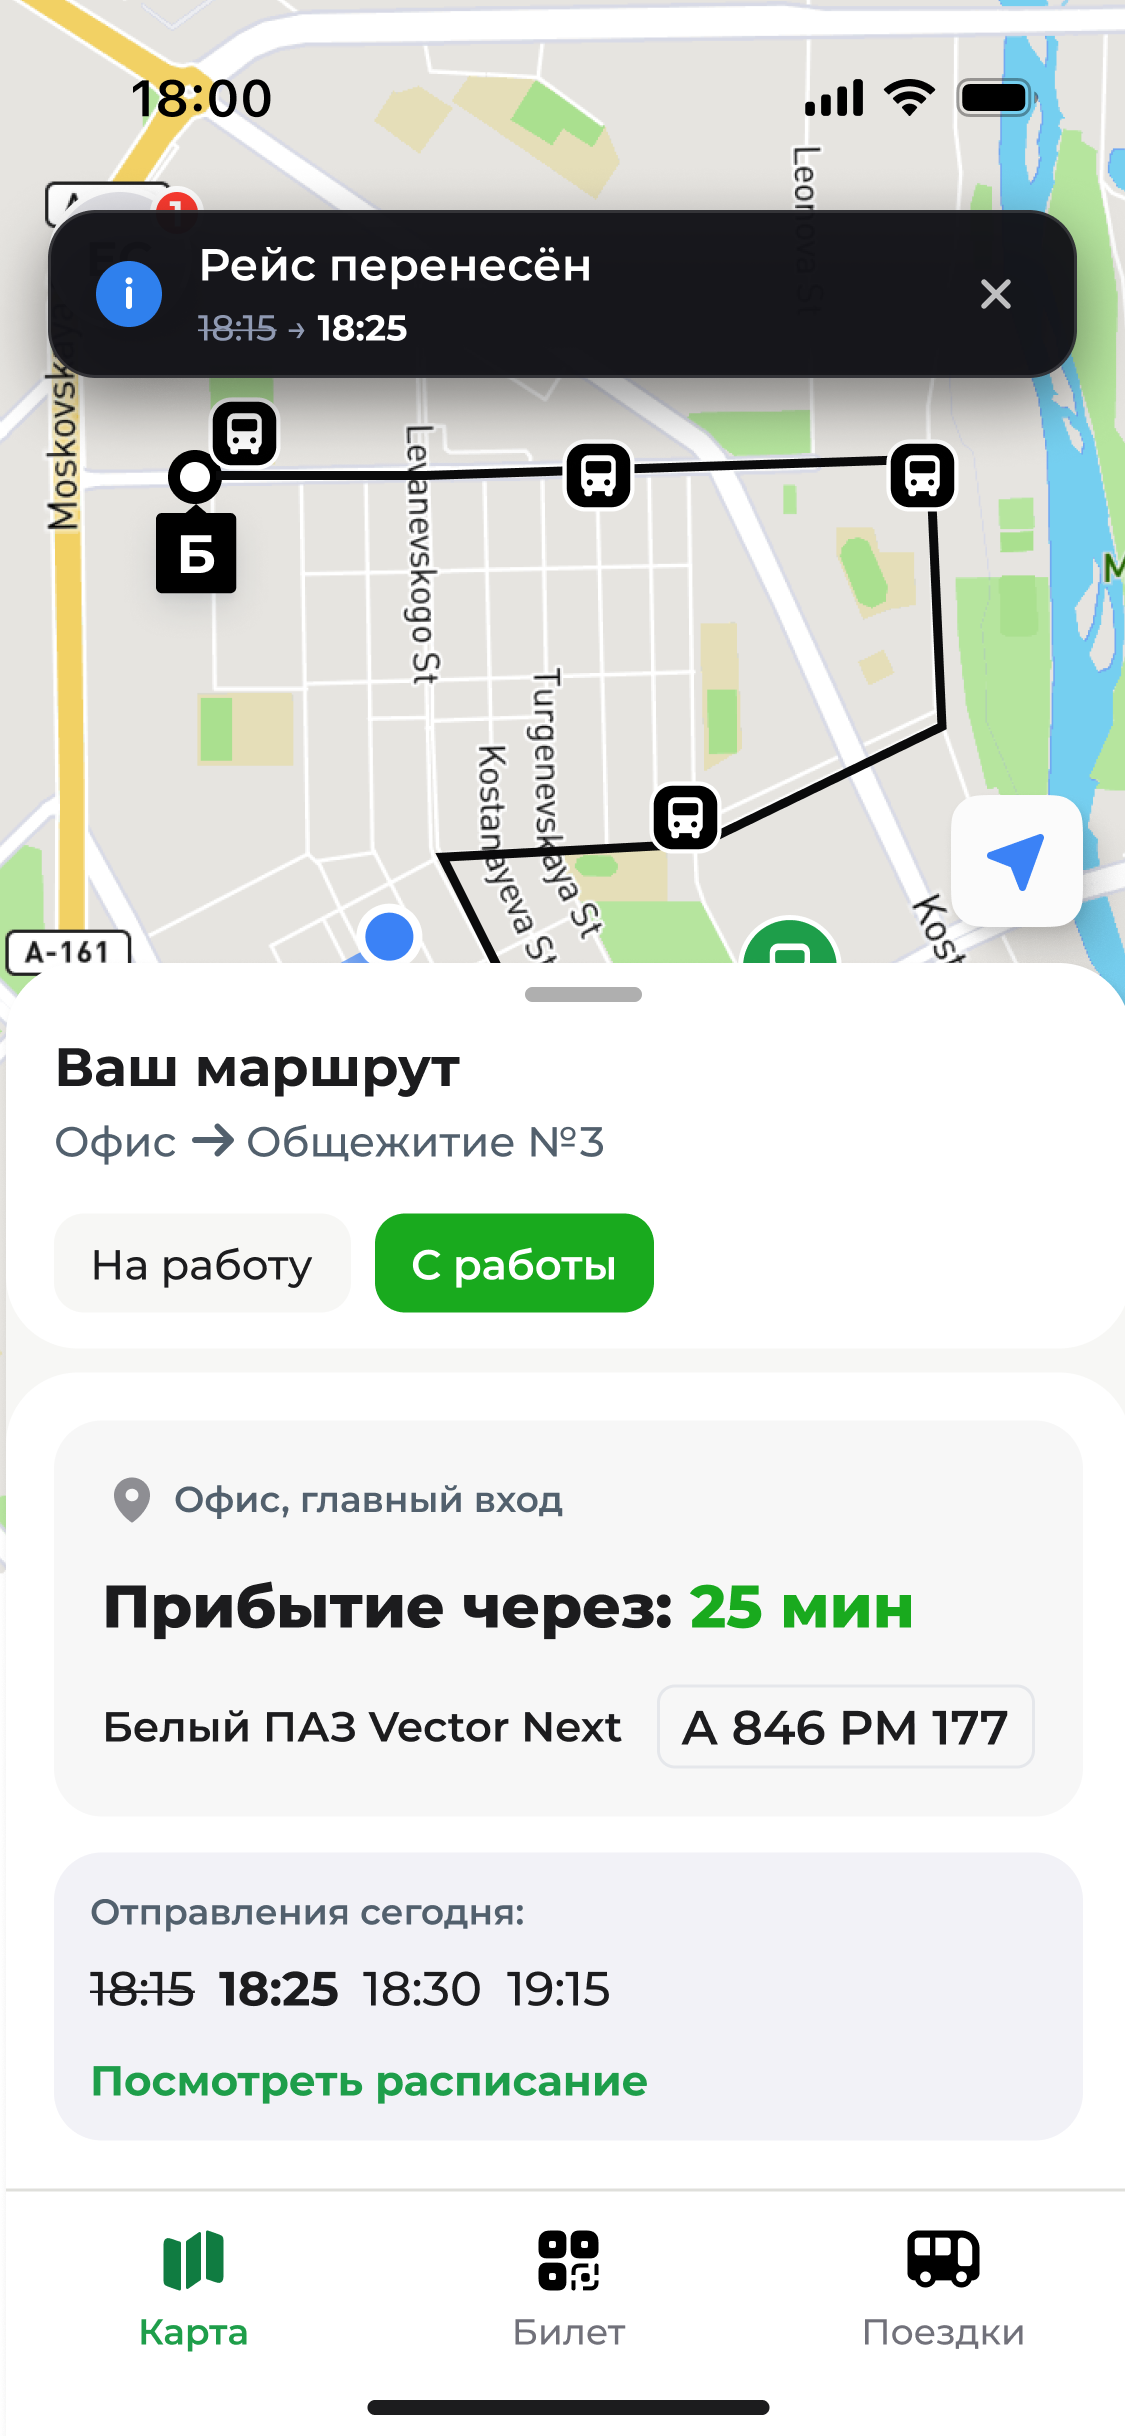 18:00
1
Leonova St
Рейс перенесён
18:15 → 18:25
Moskovskaya
Levanevskogo St
Б
Turgenevskaya St
Kostanayeva St
А-161
Ваш маршрут
Офис → Общежитие №3
На работу
С работы
Офис, главный вход
Прибытие через: 25 мин
Белый ПАЗ Vector Next
А 846 РМ 177
Отправления сегодня:
18:15 18:25 18:30 19:15
Посмотреть расписание
Карта
Билет
Поездки